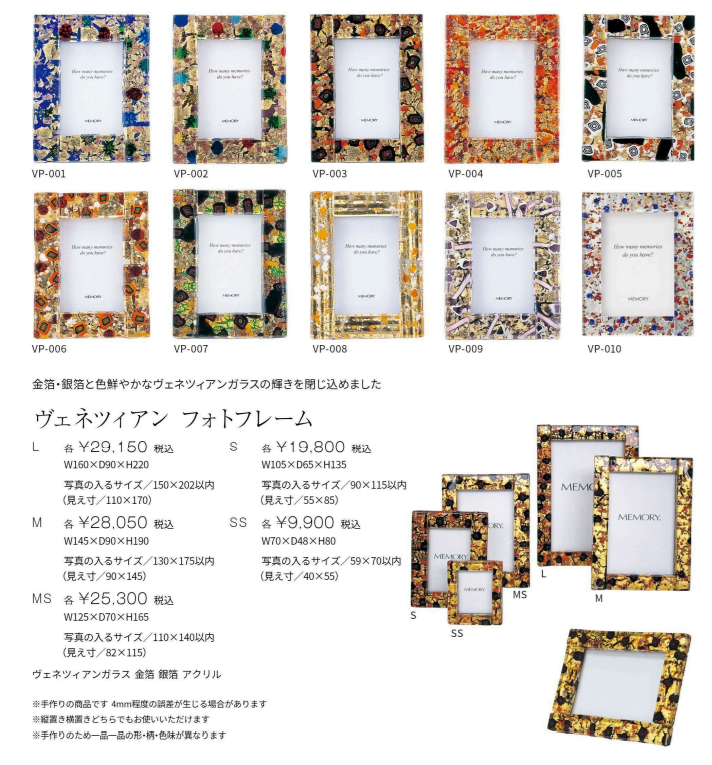 How many memories
do you have?
MEMORY
How many memories
do you have?
MEMORY
How many memories
do you have?
MEMORY
How many memories
do you have?
MEMORY
How many memories
do you have?
MEMORY
VP-001
VP-002
VP-003
VP-004
VP-005
How many memories
do you have?
MEMORY
How many memories
do you have?
MEMORY
How many memories
do you have?
MEMORY
How many memories
do you have?
MEMORY
How many memories
do you have?
MEMORY
VP-006
VP-007
VP-008
VP-009
VP-010
金箔・銀箔と色鮮やかなヴェネツィアンガラスの輝きを閉じ込めました
ヴェネツィアン フォトフレーム
L 各 ¥29,150 税込
W160×D90×H220
写真の入るサイズ／150×202以内
（見え寸／110×170）
M 各 ¥28,050 税込
W145×D90×H190
写真の入るサイズ／130×175以内
（見え寸／90×145）
MS 各 ¥25,300 税込
W125×D70×H165
写真の入るサイズ／110×140以内
（見え寸／82×115）
S 各 ¥19,800 税込
W105×D65×H135
写真の入るサイズ／90×115以内
（見え寸／55×85）
SS 各 ¥9,900 税込
W70×D48×H80
写真の入るサイズ／59×70以内
（見え寸／40×55）
ヴェネツィアンガラス 金箔 銀箔 アクリル
※手作りの商品です 4mm程度の誤差が生じる場合があります
※縦置き横置きどちらでもお使いいただけます
※手作りのため一品一品の形・柄・色味が異なります
MEMORY.
MEMORY.
MEMORY
L
M
MS
S
SS